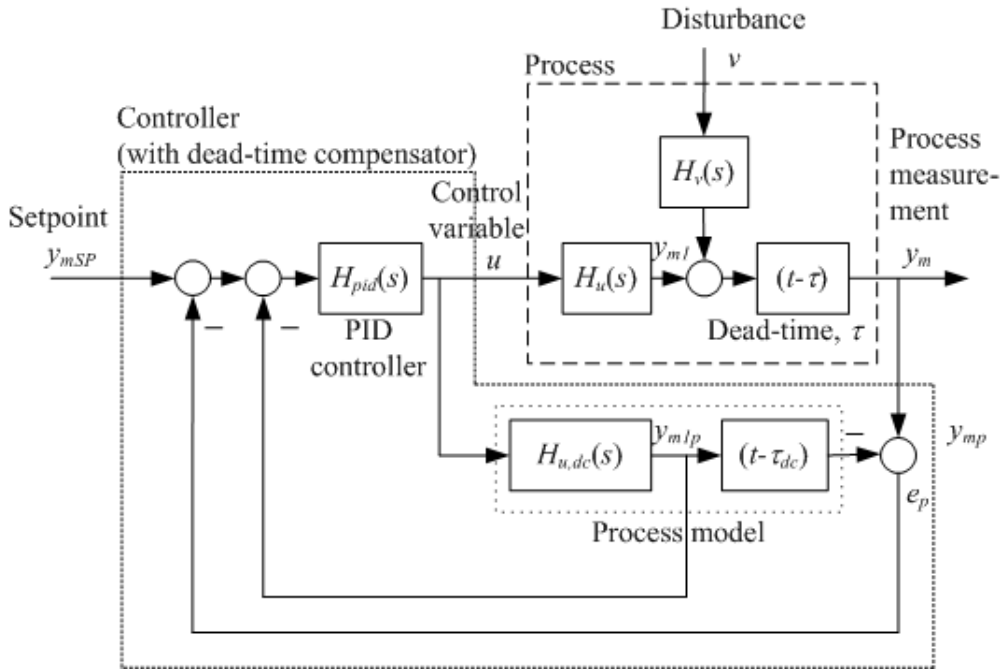 Disturbance
v
Process
Controller
(with dead-time compensator)
Process
measure-
ment
Control
variable
Setpoint
y_mSP
H_v(s)
u
y_m1
y_m
H_pid(s)
H_u(s)
(t-τ)
PID
controller
Dead-time, τ
–
–
y_m1p
–
y_mp
H_u,dc(s)
(t-τ_dc)
e_p
Process model